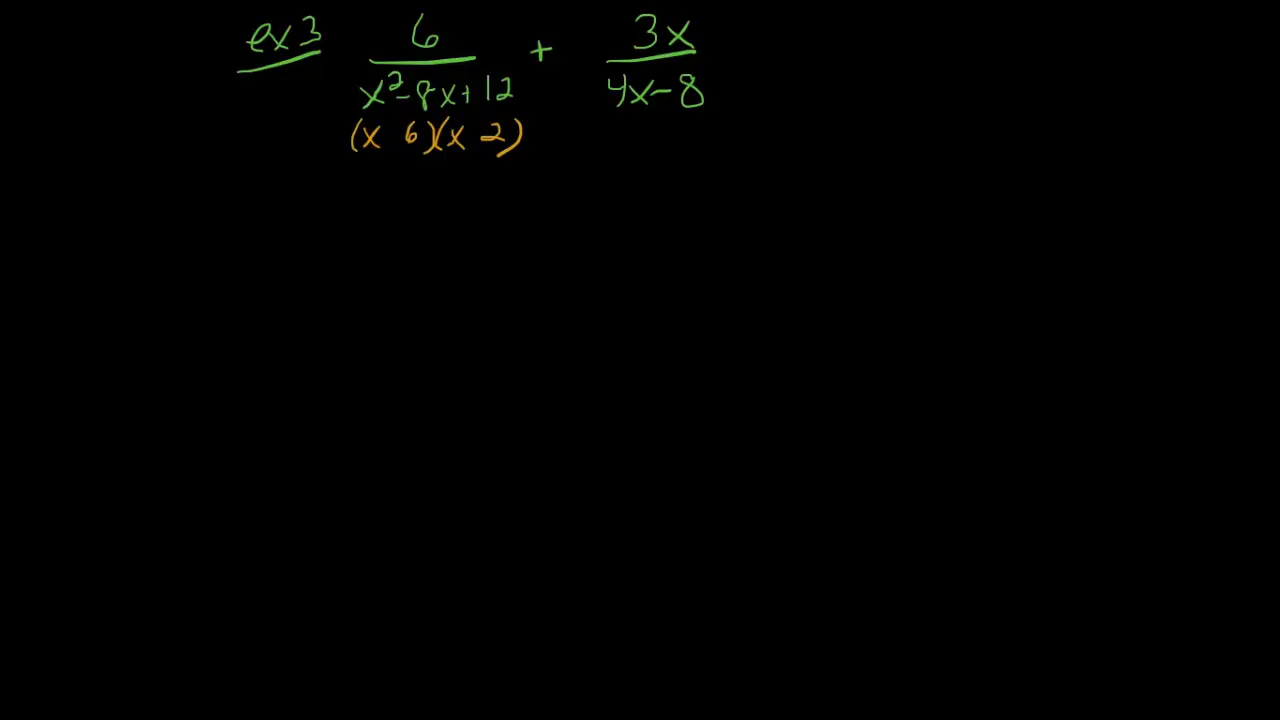 ex3 6 + 3x
x²-8x+12 4x-8
(x 6)(x 2)